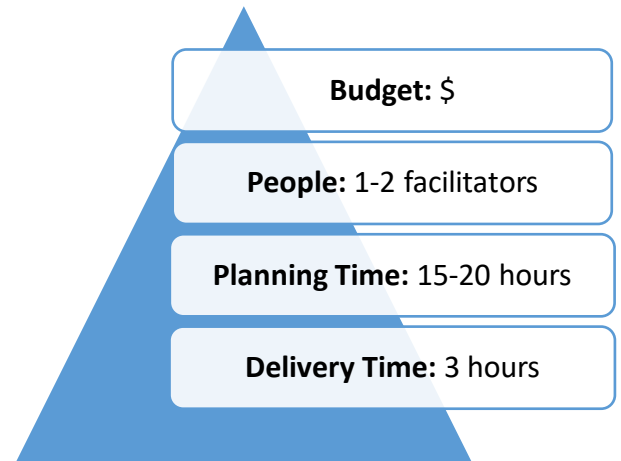 Budget: $
People: 1-2 facilitators
Planning Time: 15-20 hours
Delivery Time: 3 hours